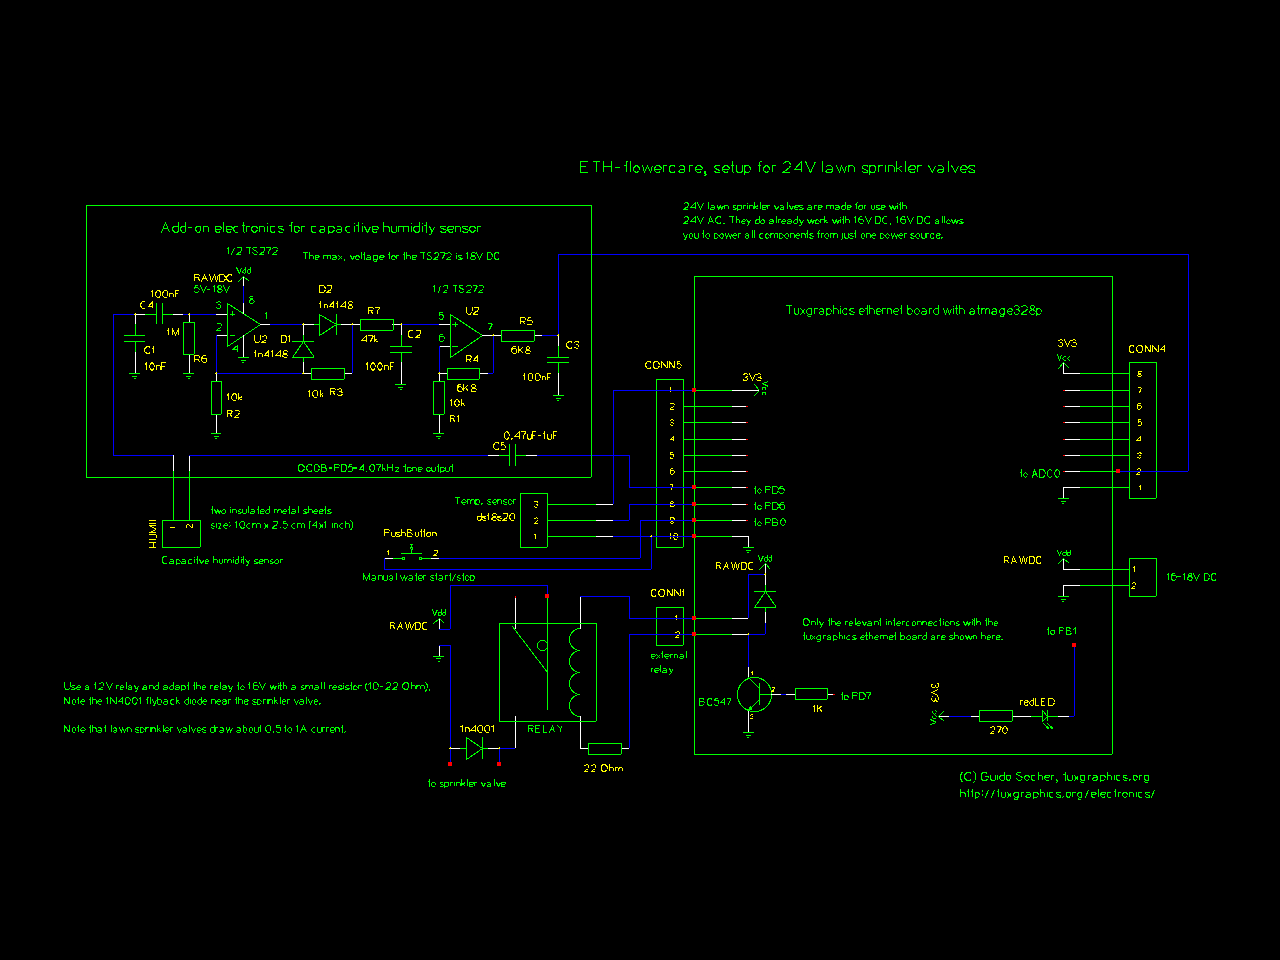 ETH-flowercare, setup for 24V lawn sprinkler valves
24V lawn sprinkler valves are made for use with
24V AC. They do already work with 16V DC, 16V DC allows
you to power all components from just one power source.
Add-on electronics for capacitive humidity sensor
1/2 TS272
The max. voltage for the TS272 is 18V DC
RAWDC
Vdd
5V-18V
100nF
C4
3
2
8
4
1
U2
1M
R6
C1
10nF
D1
1n4148
D2
1n4148
R7
47k
C2
100nF
10k
R3
10k
R2
1/2 TS272
U2
5
6
7
R5
6K8
R4
6K8
10k
R1
C3
100nF
0.47uF-1uF
C5
OC0B-PD5-4.07kHz tone output
HUMI1
1
2
two insulated metal sheets
size: 10cm x 2.5 cm (4x1 inch)
Capacitive humidity sensor
Temp. sensor
ds18s20
3
2
1
PushButton
1
2
Manual water start/stop
CONN5
1
2
3
4
5
6
7
8
9
10
3V3
Vcc
to PD5
to PD6
to PB0
Tuxgraphics ethernet board with atmega328p
3V3
Vcc
CONN4
8
7
6
5
4
3
2
1
to ADC0
RAWDC
Vdd
1
2
16-18V DC
RAWDC
Vdd
CONN1
1
2
external
relay
Only the relevant interconnections with the
tuxgraphics ethernet board are shown here.
to PB1
BC547
1
2
3
1K
to PD7
3V3
Vcc
270
redLED
RAWDC
Vdd
RELAY
1n4001
22 Ohm
to sprinkler valve
Use a 12V relay and adapt the relay to 16V with a small resister (10-22 Ohm).
Note the 1N4001 flyback diode near the sprinkler valve.
Note that lawn sprinkler valves draw about 0.5 to 1A current.
(C) Guido Socher, tuxgraphics.org
http://tuxgraphics.org/electronics/